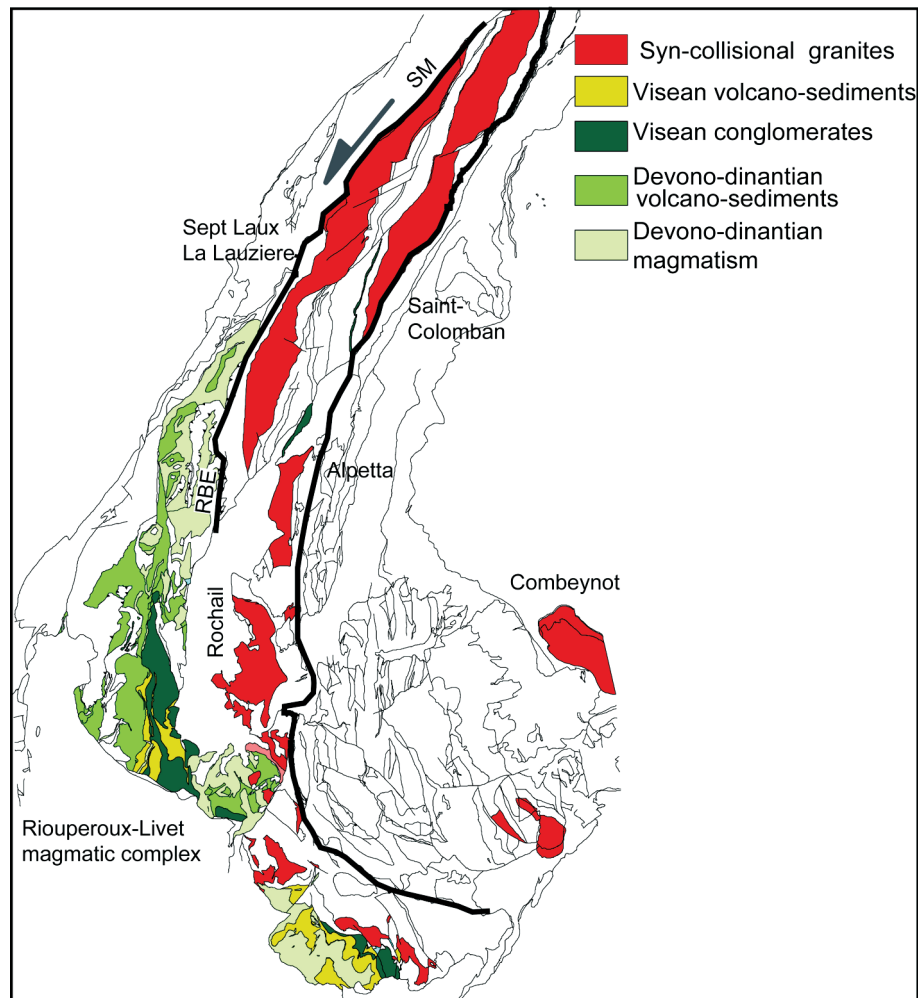 SM
Syn-collisional granites
Visean volcano-sediments
Visean conglomerates
Devono-dinantian
volcano-sediments
Devono-dinantian
magmatism
Sept Laux
La Lauziere
Saint-
Colomban
Alpetta
RBE
Combeynot
Rochail
Riouperoux-Livet
magmatic complex